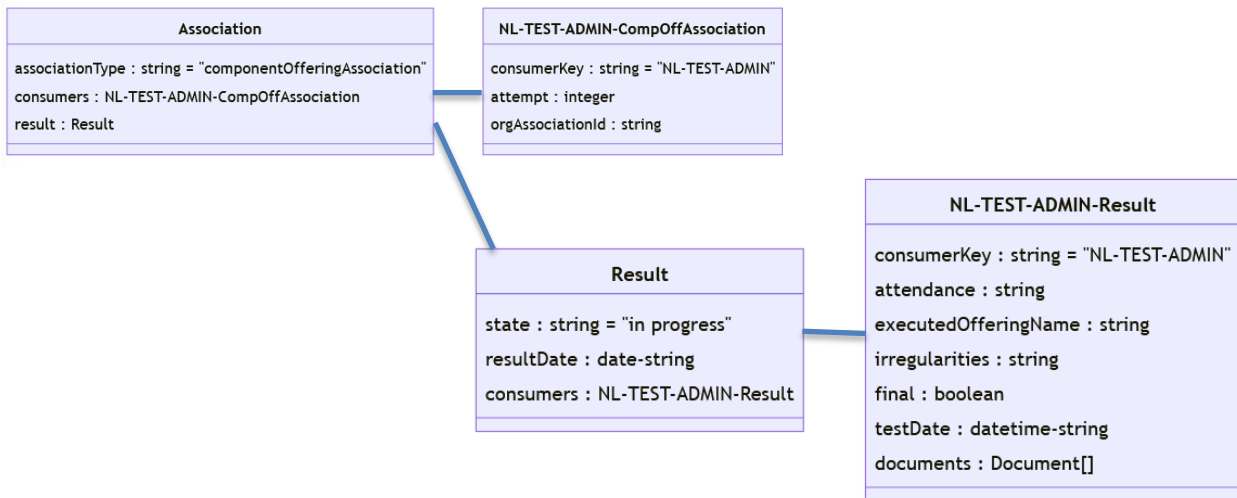 Association
associationType : string = "componentOfferingAssociation"
consumers : NL-TEST-ADMIN-CompOffAssociation
result : Result
NL-TEST-ADMIN-CompOffAssociation
consumerKey : string = "NL-TEST-ADMIN"
attempt : integer
orgAssociationId : string
Result
state : string = "in progress"
resultDate : date-string
consumers : NL-TEST-ADMIN-Result
NL-TEST-ADMIN-Result
consumerKey : string = "NL-TEST-ADMIN"
attendance : string
executedOfferingName : string
irregularities : string
final : boolean
testDate : datetime-string
documents : Document[]